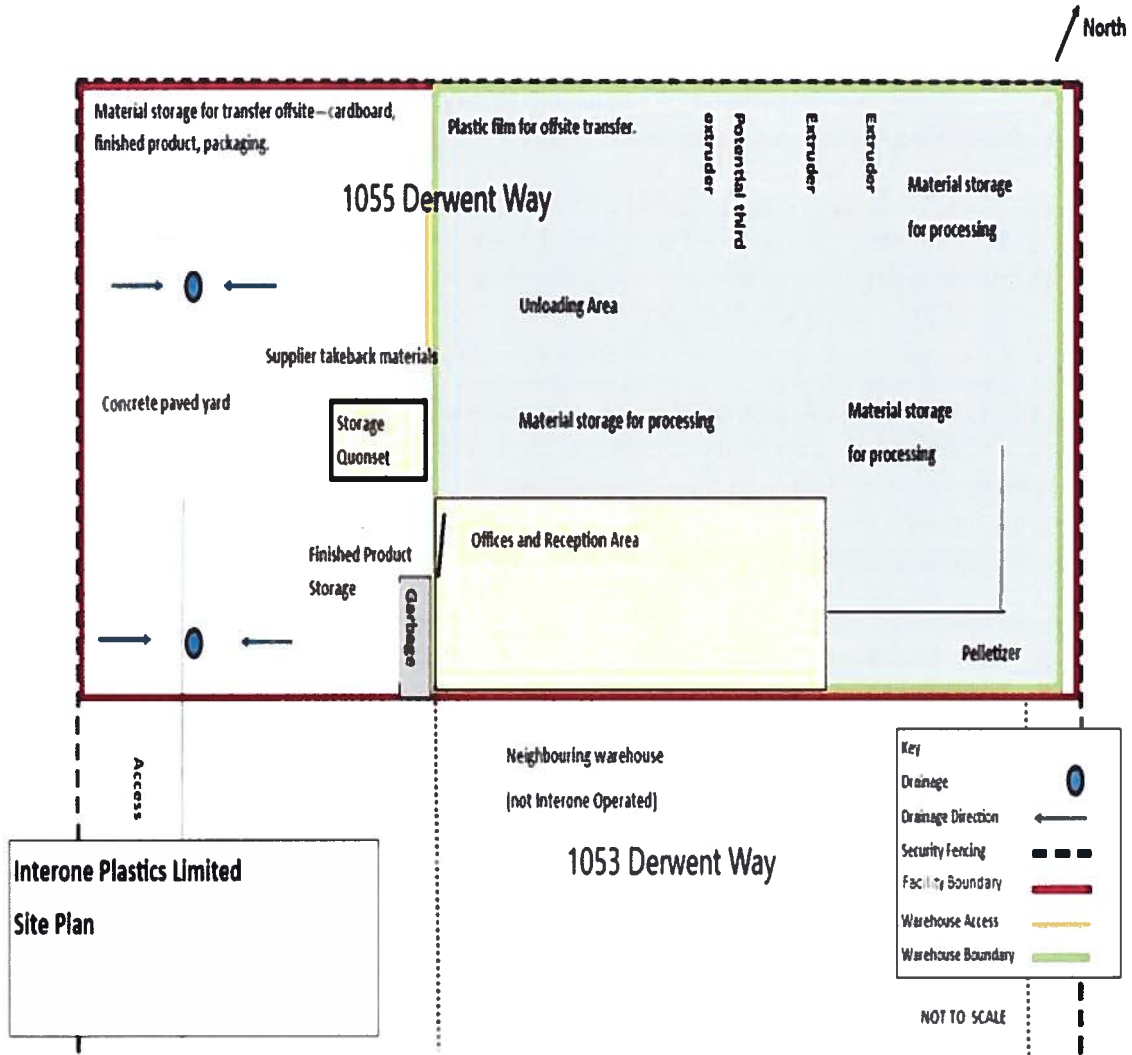 North
Material storage for transfer offsite – cardboard,
finished product, packaging.
Plastic film for offsite transfer.
Potential third
extruder
Extruder
Extruder
Material storage
for processing
1055 Derwent Way
Unloading Area
Supplier takeback materials
Concrete paved yard
Storage
Quonset
Material storage for processing
Material storage
for processing
Offices and Reception Area
Finished Product
Storage
Garbage
Pelletizer
Access
Neighbouring warehouse
(not Interone Operated)
1053 Derwent Way
Key
Drainage
Drainage Direction
Security Fencing
Facility Boundary
Warehouse Access
Warehouse Boundary
Interone Plastics Limited
Site Plan
NOT TO SCALE